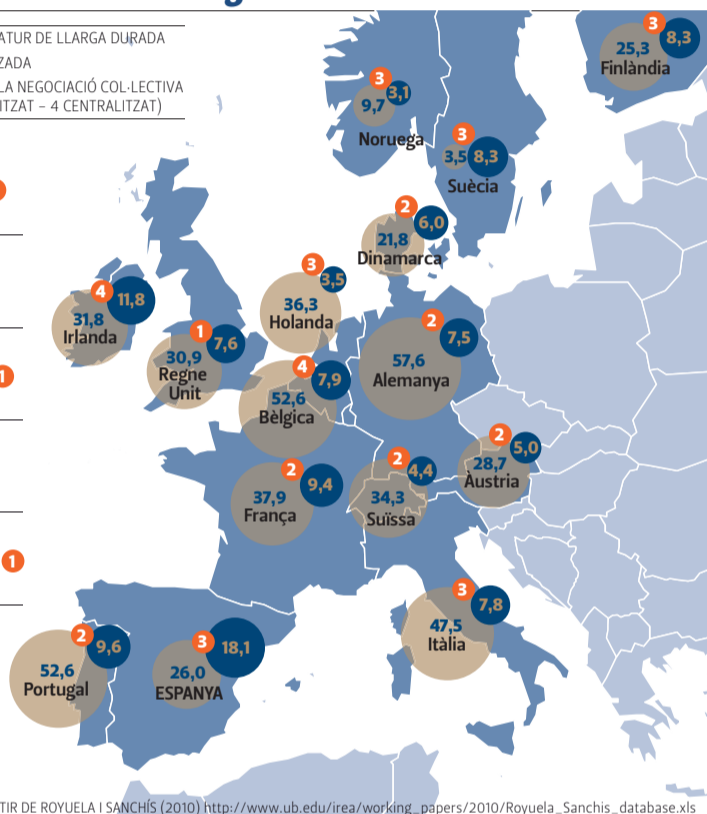 ATUR DE LLARGA DURADA
ZADA
LA NEGOCIACIÓ COL·LECTIVA
ITZAT – 4 CENTRALITZAT)
3
8,3
25,3
Finlàndia
3
3,1
9,7
Noruega
3
3,5
8,3
Suècia
2
6,0
21,8
Dinamarca
3
3,5
36,3
Holanda
4
11,8
31,8
Irlanda
1
7,6
30,9
Regne
Unit
2
7,5
57,6
Alemanya
4
7,9
52,6
Bèlgica
1
2
5,0
28,7
Àustria
2
9,4
37,9
França
2
4,4
34,3
Suïssa
1
3
7,8
47,5
Itàlia
2
9,6
52,6
Portugal
3
18,1
26,0
ESPANYA
TIR DE ROYUELA I SANCHÍS (2010) http://www.ub.edu/irea/working_papers/2010/Royuela_Sanchis_database.xls